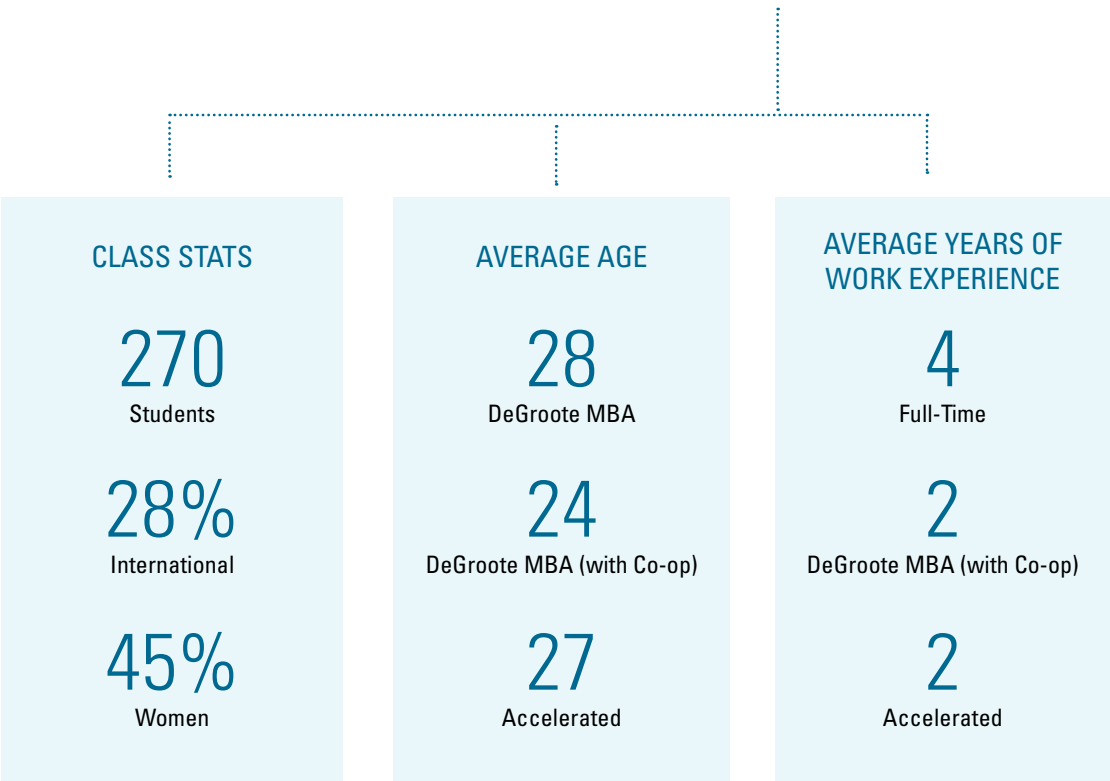 CLASS STATS
270
Students
28%
International
45%
Women
AVERAGE AGE
28
DeGroote MBA
24
DeGroote MBA (with Co-op)
27
Accelerated
AVERAGE YEARS OF
WORK EXPERIENCE
4
Full-Time
2
DeGroote MBA (with Co-op)
2
Accelerated